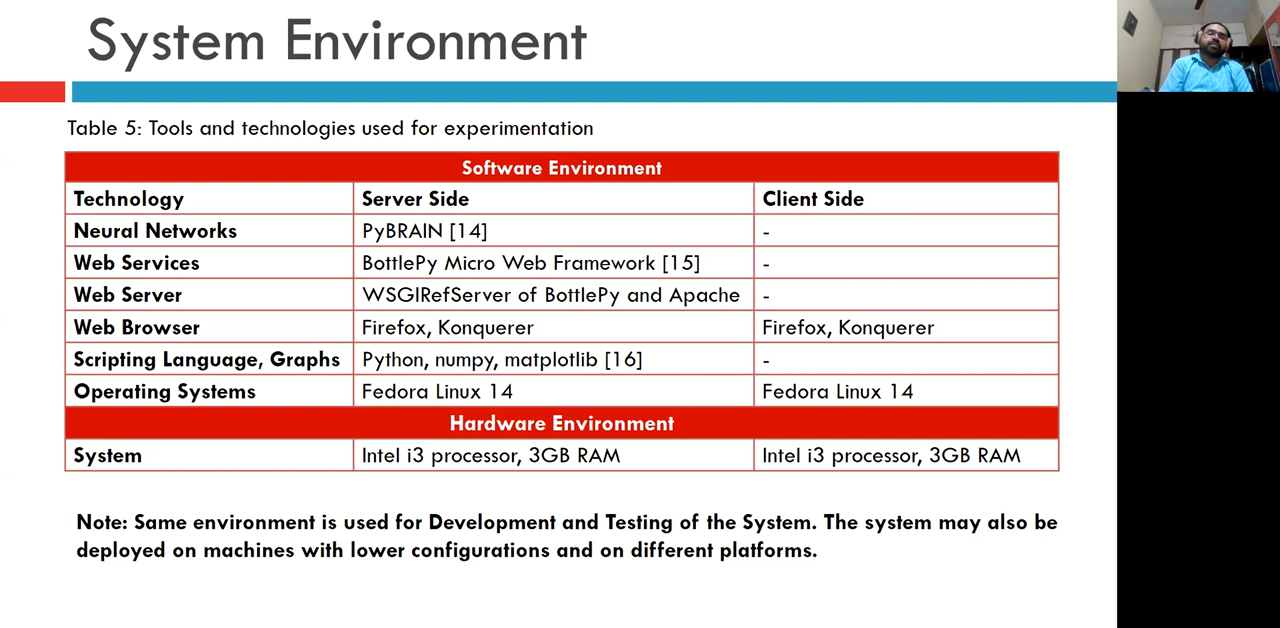 System Environment
Table 5: Tools and technologies used for experimentation
Software Environment
Technology Server Side Client Side
Neural Networks PyBRAIN [14] -
Web Services BottlePy Micro Web Framework [15] -
Web Server WSGIRefServer of BottlePy and Apache -
Web Browser Firefox, Konquerer Firefox, Konquerer
Scripting Language, Graphs Python, numpy, matplotlib [16] -
Operating Systems Fedora Linux 14 Fedora Linux 14
Hardware Environment
System Intel i3 processor, 3GB RAM Intel i3 processor, 3GB RAM
Note: Same environment is used for Development and Testing of the System. The system may also be
deployed on machines with lower configurations and on different platforms.